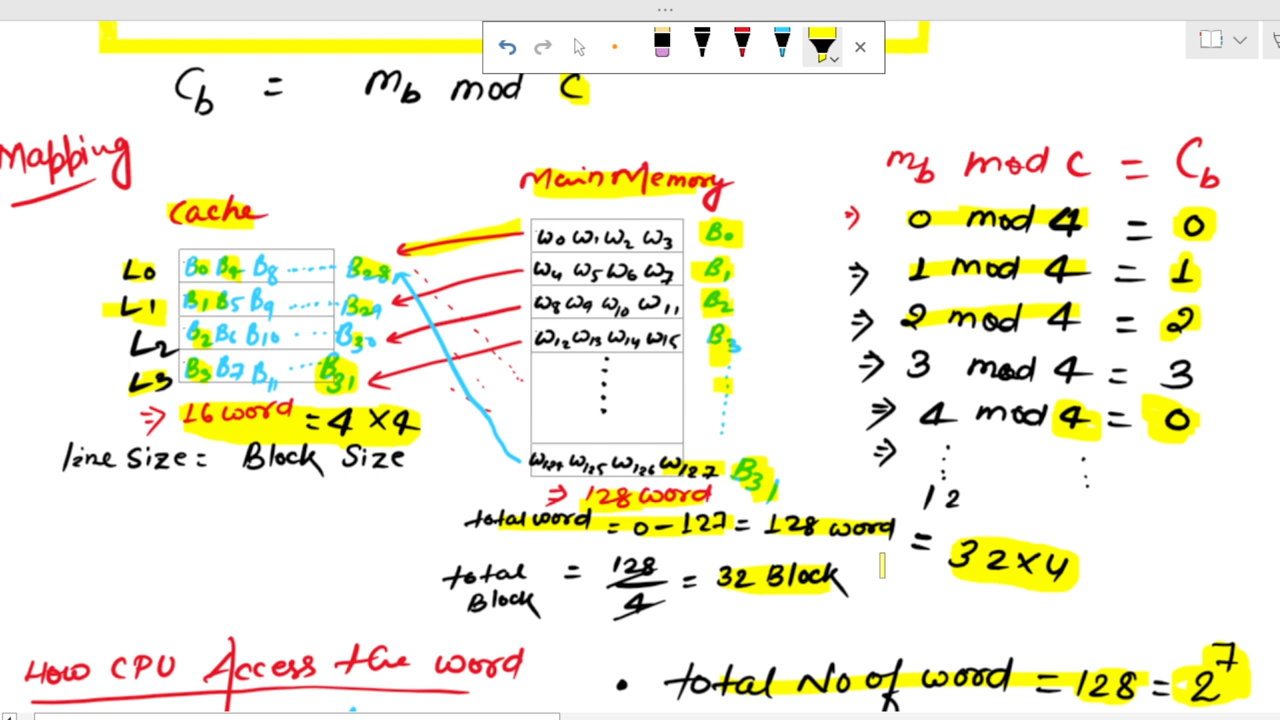 Cb = mb mod C
Mapping
mb mod C = Cb
Main Memory
Cache
w0 w1 w2 w3 B0
w4 w5 w6 w7 B1
w8 w9 w10 w11 B2
w12 w13 w14 w15 B3
w124 w125 w126 w127 B31
L0 B0 B4 B8 ...... B28
L1 B1 B5 B9 ...... B29
L2 B2 B6 B10 ... B30
L3 B3 B7 B11 ... B31
⇒ 16 word = 4 × 4
line Size = Block Size
⇒ 128 word
total word = 0 - 127 = 128 word
total Block = 128/4 = 32 Block
⇒ 0 mod 4 = 0
⇒ 1 mod 4 = 1
⇒ 2 mod 4 = 2
⇒ 3 mod 4 = 3
⇒ 4 mod 4 = 0
⇒
12
= 32 × 4
How CPU Access the word
• total No of word = 128 = 2^7